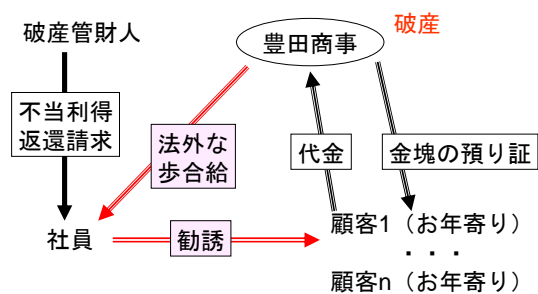 破産管財人
豊田商事
破産
不当利得
返還請求
法外な
歩合給
代金
金塊の預り証
社員
勧誘
顧客1（お年寄り）
・・・
顧客n（お年寄り）